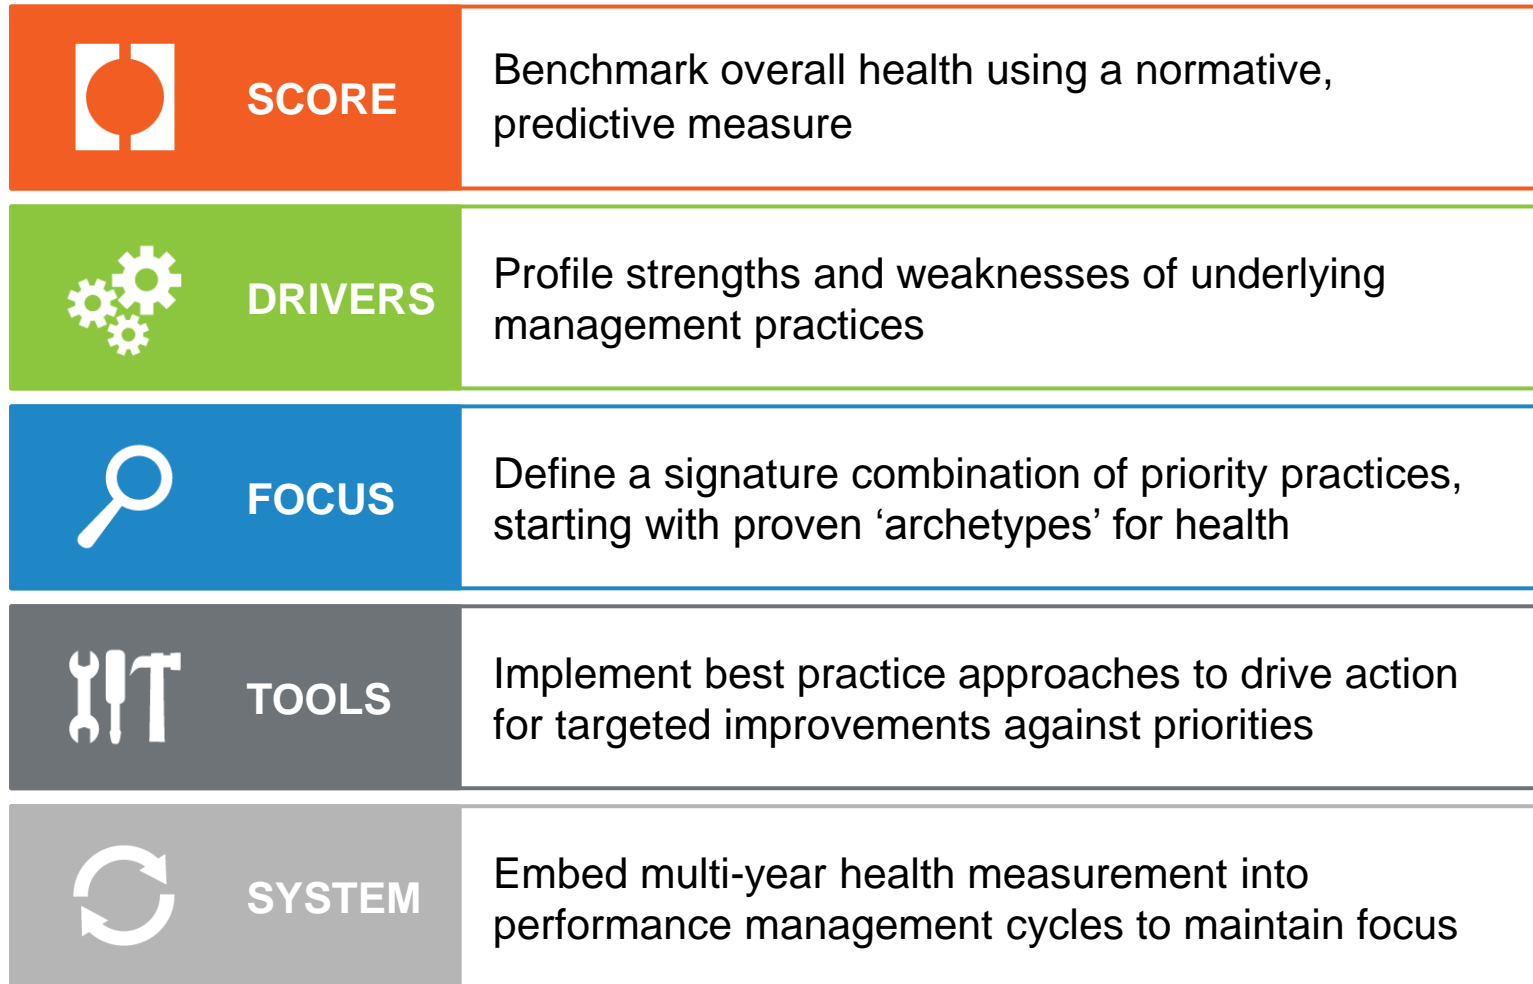 SCORE
Benchmark overall health using a normative,
predictive measure
DRIVERS
Profile strengths and weaknesses of underlying
management practices
FOCUS
Define a signature combination of priority practices,
starting with proven ‘archetypes’ for health
TOOLS
Implement best practice approaches to drive action
for targeted improvements against priorities
SYSTEM
Embed multi-year health measurement into
performance management cycles to maintain focus